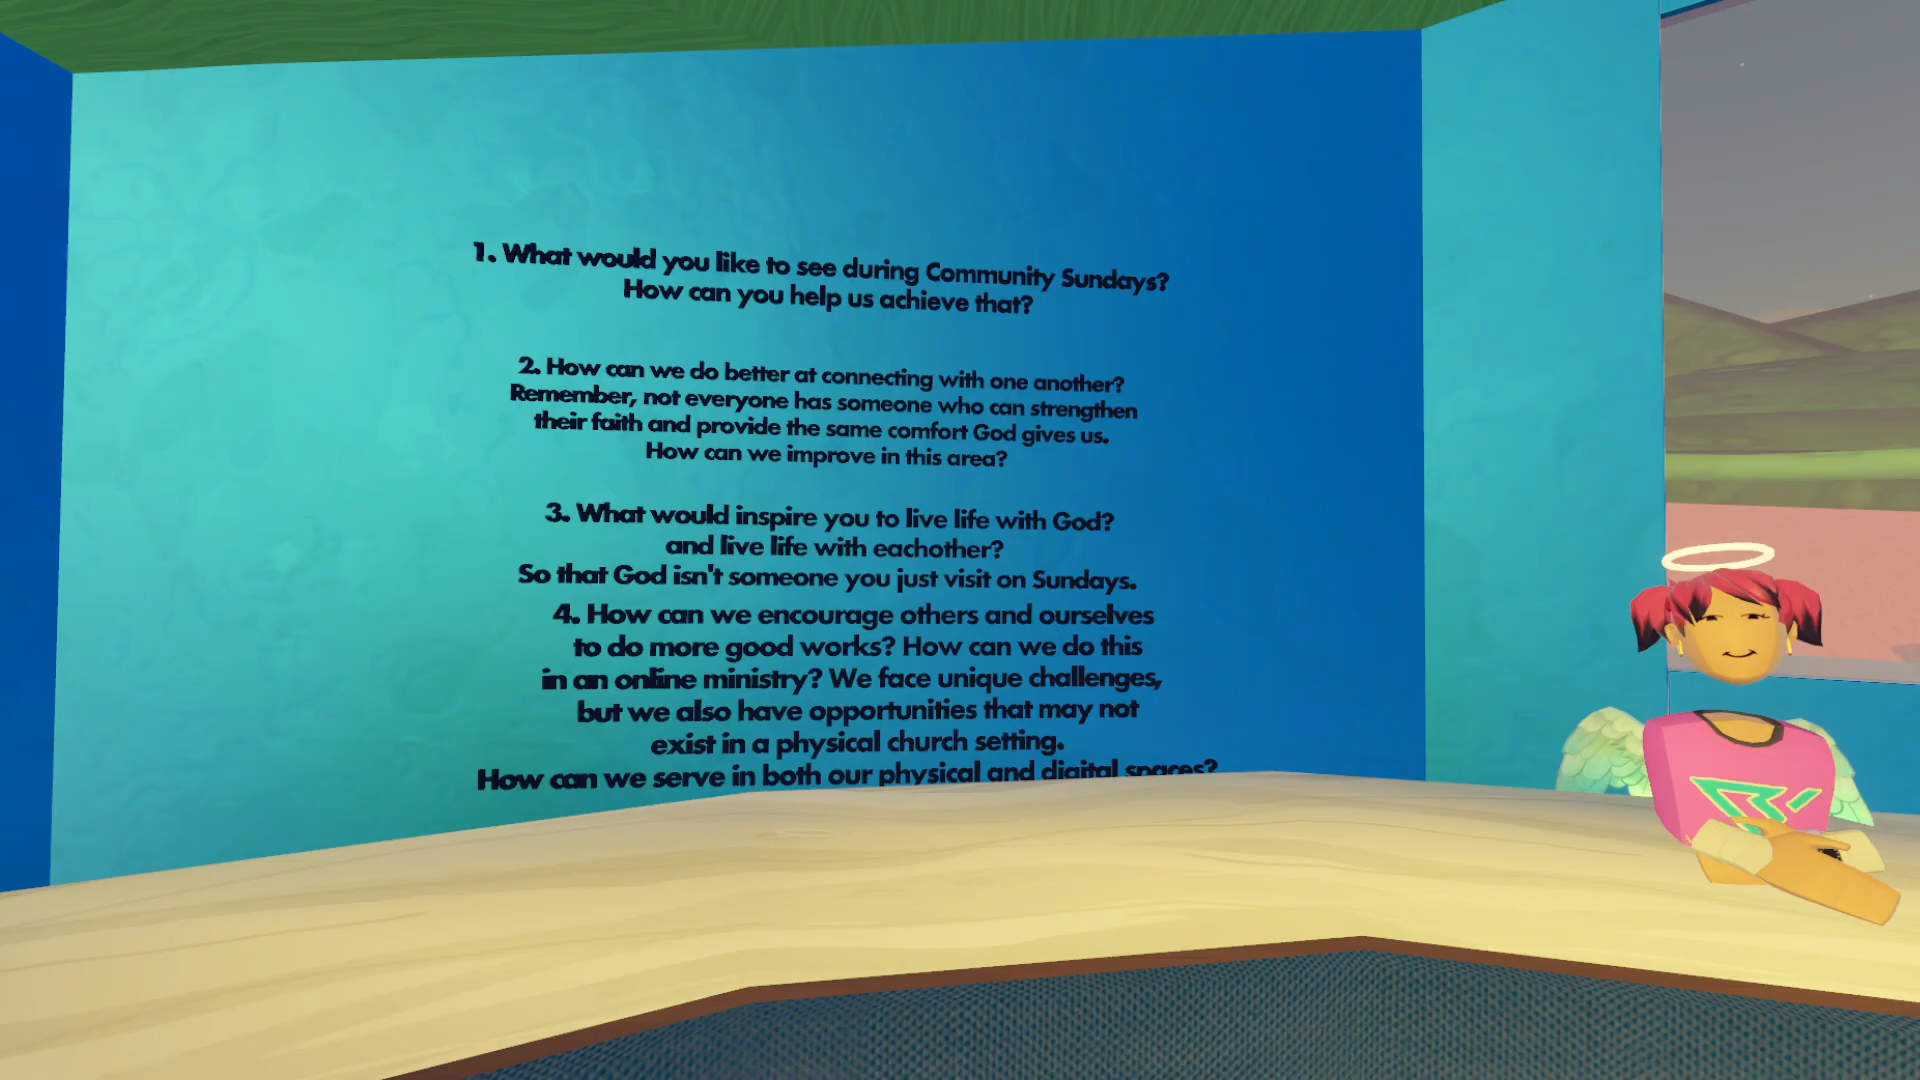 1. What would you like to see during Community Sundays?
How can you help us achieve that?
2. How can we do better at connecting with one another?
Remember, not everyone has someone who can strengthen
their faith and provide the same comfort God gives us.
How can we improve in this area?
3. What would inspire you to live life with God?
and live life with eachother?
So that God isn't someone you just visit on Sundays.
4. How can we encourage others and ourselves
to do more good works? How can we do this
in an online ministry? We face unique challenges,
but we also have opportunities that may not
exist in a physical church setting.
How can we serve in both our physical and digital spaces?